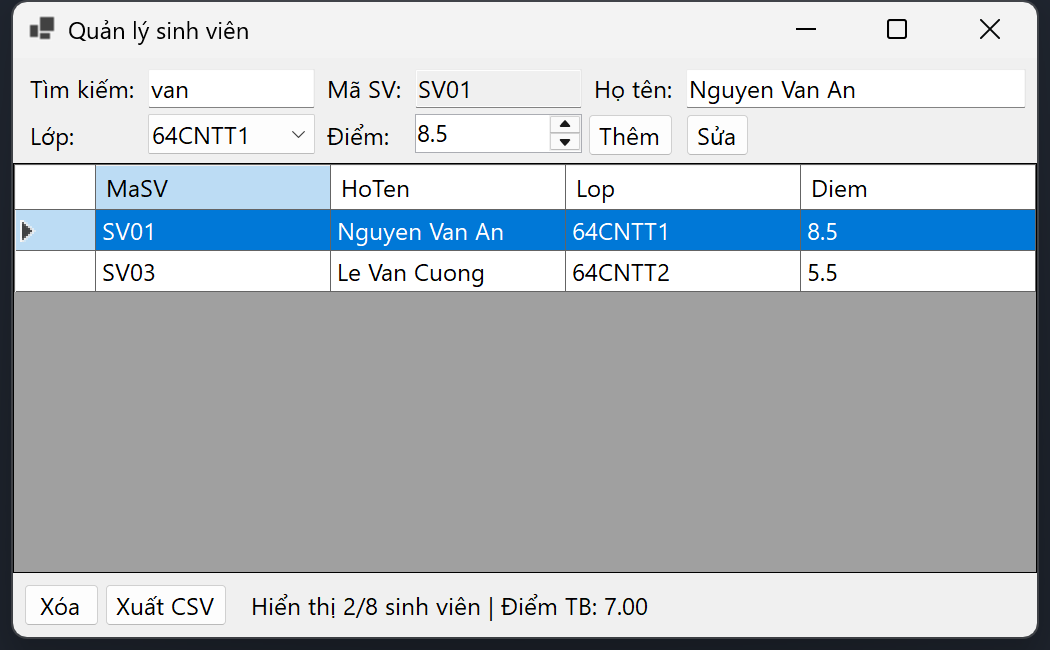 Quản lý sinh viên
Tìm kiếm: van Mã SV: SV01 Họ tên: Nguyen Van An
Lớp: 64CNTT1 Điểm: 8.5 Thêm Sửa
MaSV HoTen Lop Diem
SV01 Nguyen Van An 64CNTT1 8.5
SV03 Le Van Cuong 64CNTT2 5.5
Xóa Xuất CSV Hiển thị 2/8 sinh viên | Điểm TB: 7.00